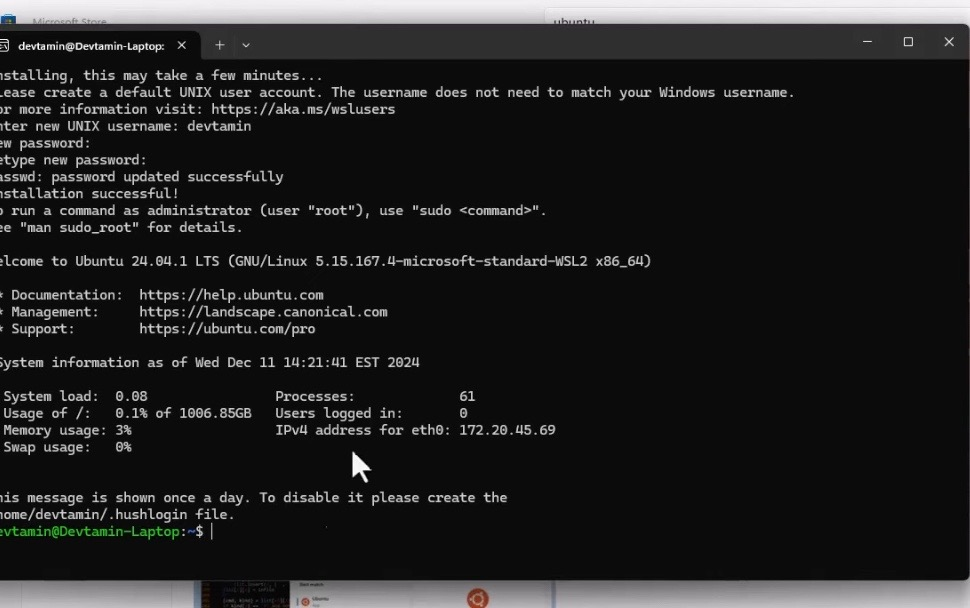 Microsoft Store
ubuntu
devtamin@Devtamin-Laptop:
nstalling, this may take a few minutes...
lease create a default UNIX user account. The username does not need to match your Windows username.
or more information visit: https://aka.ms/wslusers
nter new UNIX username: devtamin
ew password:
etype new password:
asswd: password updated successfully
nstallation successful!
o run a command as administrator (user "root"), use "sudo <command>".
ee "man sudo_root" for details.
elcome to Ubuntu 24.04.1 LTS (GNU/Linux 5.15.167.4-microsoft-standard-WSL2 x86_64)
* Documentation:  https://help.ubuntu.com
* Management:     https://landscape.canonical.com
* Support:        https://ubuntu.com/pro
System information as of Wed Dec 11 14:21:41 EST 2024
System load:  0.08                Processes:             61
Usage of /:   0.1% of 1006.85GB   Users logged in:       0
Memory usage: 3%                  IPv4 address for eth0: 172.20.45.69
Swap usage:   0%
his message is shown once a day. To disable it please create the
home/devtamin/.hushlogin file.
evtamin@Devtamin-Laptop:~$
Ubuntu